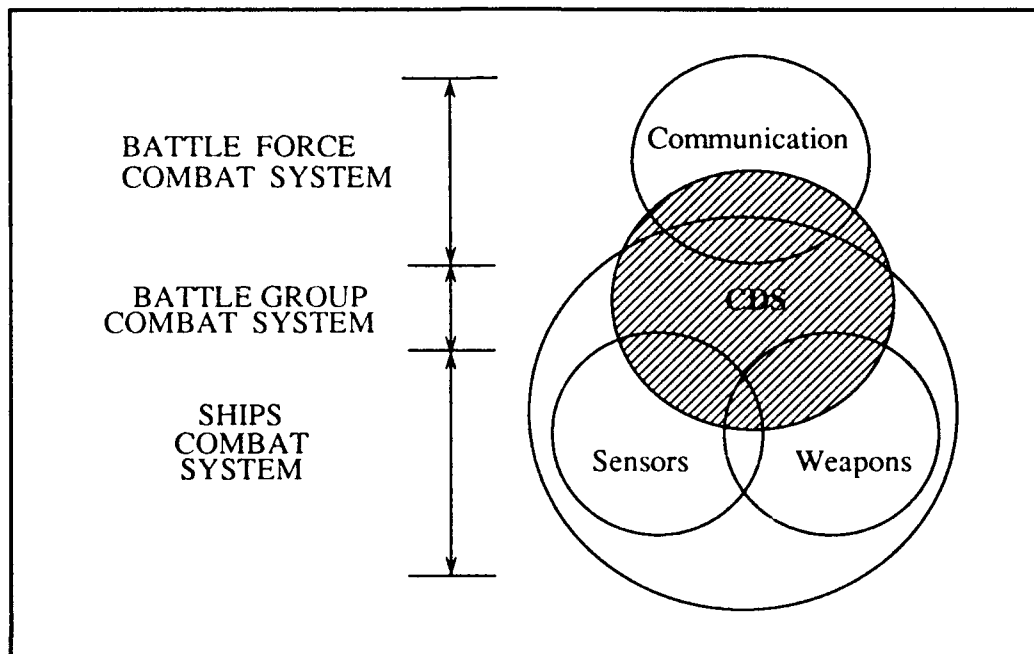 BATTLE FORCE
COMBAT SYSTEM
BATTLE GROUP
COMBAT SYSTEM
SHIPS
COMBAT
SYSTEM
Communication
CDS
Sensors
Weapons